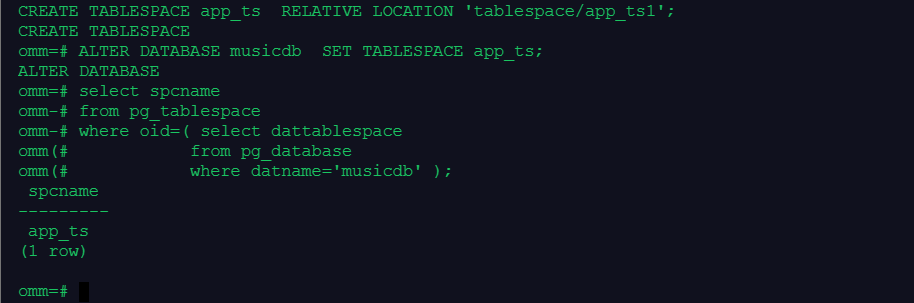 CREATE TABLESPACE app_ts  RELATIVE LOCATION 'tablespace/app_ts1';
CREATE TABLESPACE
omm=# ALTER DATABASE musicdb  SET TABLESPACE app_ts;
ALTER DATABASE
omm=# select spcname
omm-# from pg_tablespace
omm-# where oid=( select dattablespace
omm(#            from pg_database
omm(#            where datname='musicdb' );
 spcname
---------
 app_ts
(1 row)

omm=#